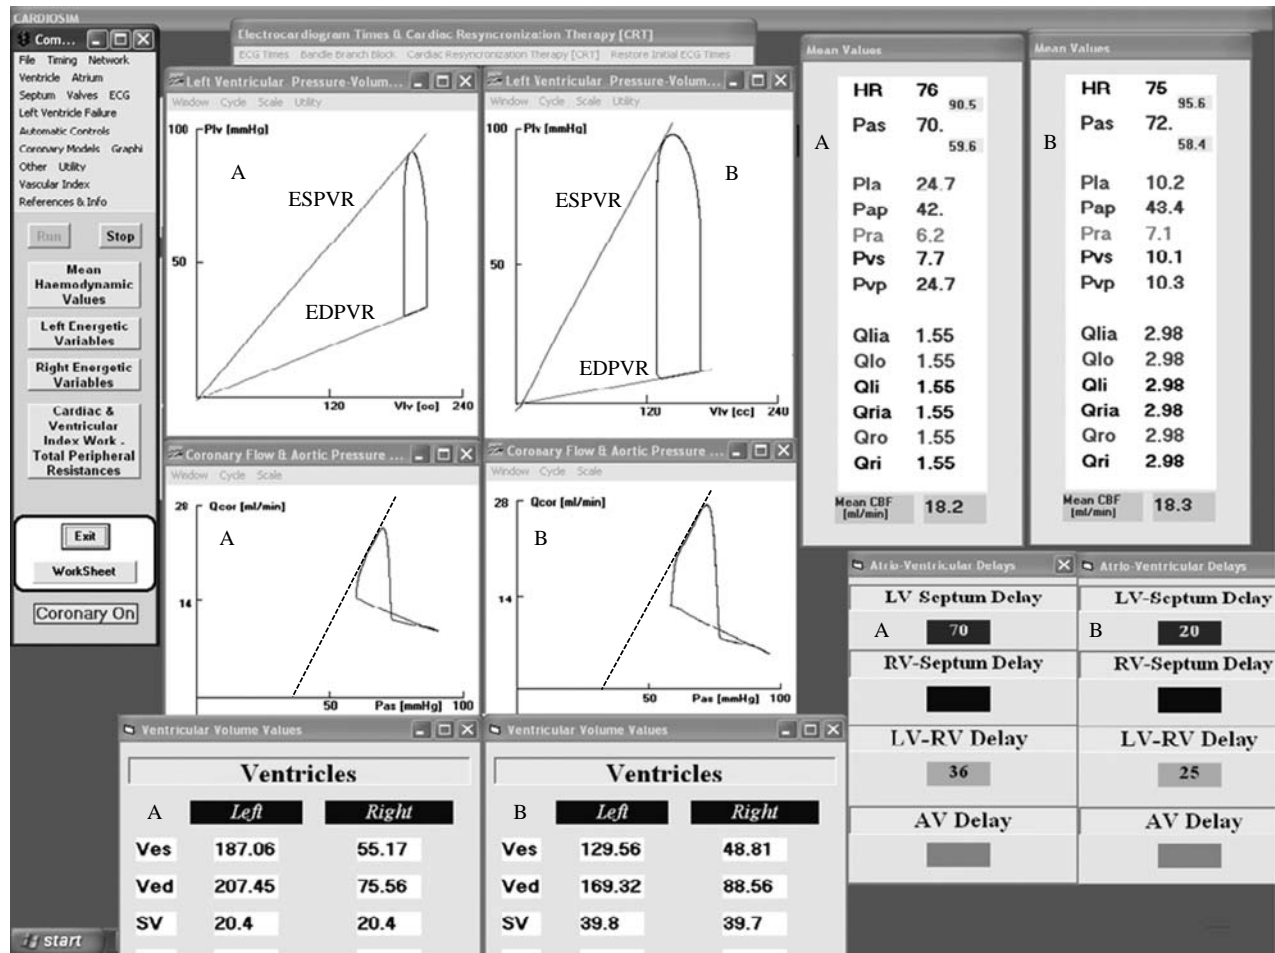 CARDIOSIM
Com...
File Timing Network
Ventricle Atrium
Septum Valves ECG
Left Ventricle Failure
Automatic Controls
Coronary Models Graphi
Other Utility
Vascular Index
References & Info
Run Stop
Mean
Haemodynamic
Values
Left Energetic
Variables
Right Energetic
Variables
Cardiac &
Ventricular
Index Work -
Total Peripheral
Resistances
Exit
WorkSheet
Coronary On
start
Electrocardiogram Times & Cardiac Resyncronization Therapy [CRT]
ECG Times Bandle Branch Block Cardiac Resyncronization Therapy [CRT] Restore Initial ECG Times
Left Ventricular Pressure-Volum...
Window Cycle Scale Utility
100 Plv [mmHg]
A
ESPVR
50
EDPVR
120 240
Vlv [cc]
Left Ventricular Pressure-Volum...
Window Cycle Scale Utility
100 Plv [mmHg]
B
ESPVR
50
EDPVR
120 240
Vlv [cc]
Coronary Flow & Aortic Pressure ...
Window Cycle Scale
28 Qcor [ml/min]
A
14
50 100
Pas [mmHg]
Coronary Flow & Aortic Pressure ...
Window Cycle Scale
28 Qcor [ml/min]
B
14
50 100
Pas [mmHg]
Mean Values
A
HR 76
90.5
Pas 70.
59.6
Pla 24.7
Pap 42.
Pra 6.2
Pvs 7.7
Pvp 24.7
Qlia 1.55
Qlo 1.55
Qli 1.55
Qria 1.55
Qro 1.55
Qri 1.55
Mean CBF
[ml/min]
18.2
Mean Values
B
HR 75
95.6
Pas 72.
58.4
Pla 10.2
Pap 43.4
Pra 7.1
Pvs 10.1
Pvp 10.3
Qlia 2.98
Qlo 2.98
Qli 2.98
Qria 2.98
Qro 2.98
Qri 2.98
Mean CBF
[ml/min]
18.3
Atrio-Ventricular Delays
LV Septum Delay
A 70
RV-Septum Delay
LV-RV Delay
36
AV Delay
Atrio-Ventricular Delays
LV-Septum Delay
B 20
RV-Septum Delay
LV-RV Delay
25
AV Delay
Ventricular Volume Values
Ventricles
A Left Right
Ves 187.06 55.17
Ved 207.45 75.56
SV 20.4 20.4
Ventricular Volume Values
Ventricles
B Left Right
Ves 129.56 48.81
Ved 169.32 88.56
SV 39.8 39.7